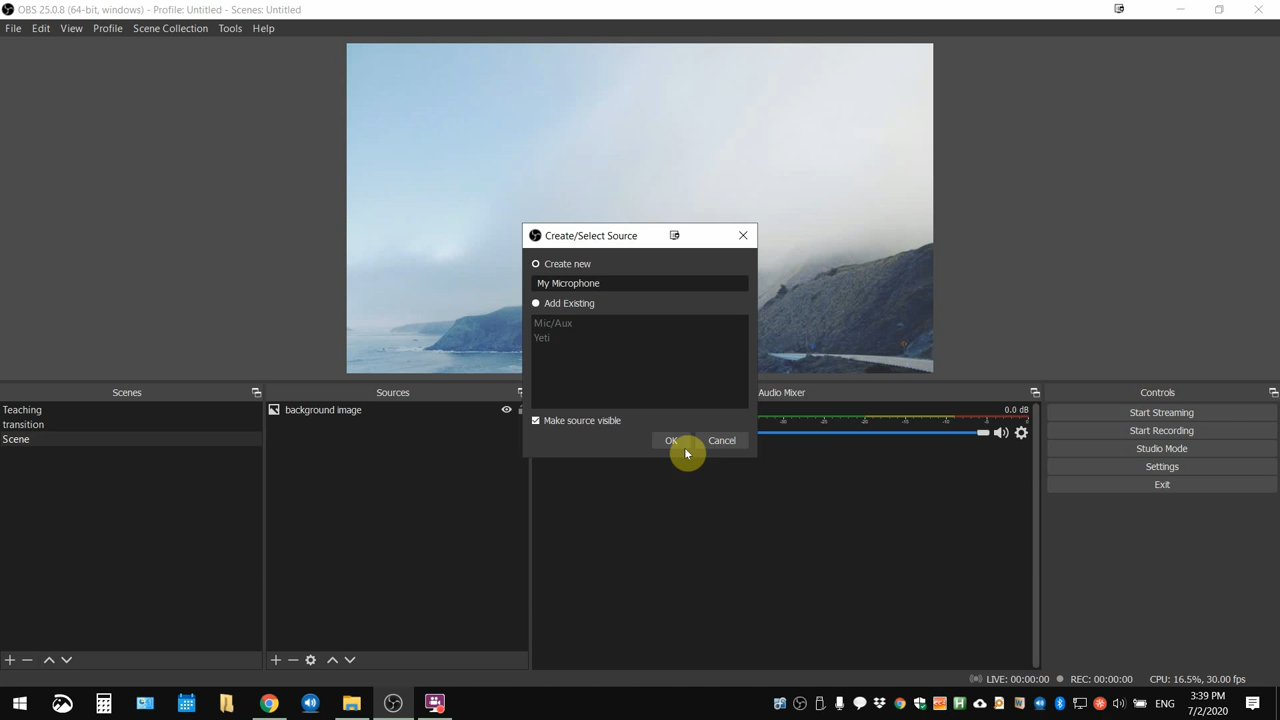 OBS 25.0.8 (64-bit, windows) - Profile: Untitled - Scenes: Untitled
File Edit View Profile Scene Collection Tools Help
Create/Select Source
Create new
My Microphone
Add Existing
Mic/Aux
Yeti
Make source visible
OK Cancel
Scenes
Teaching
transition
Scene
Sources
background image
Audio Mixer
0.0 dB
Controls
Start Streaming
Start Recording
Studio Mode
Settings
Exit
LIVE: 00:00:00 REC: 00:00:00 CPU: 16.5%, 30.00 fps
ENG
3:39 PM
7/2/2020